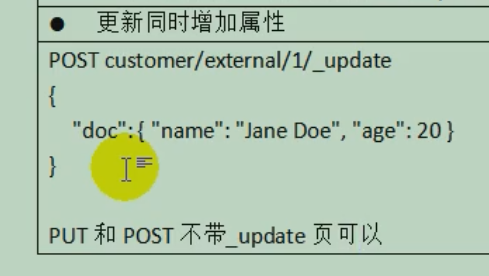 ● 更新同时增加属性
POST customer/external/1/_update
{
"doc": { "name": "Jane Doe", "age": 20 }
}
PUT 和 POST 不带_update 页可以